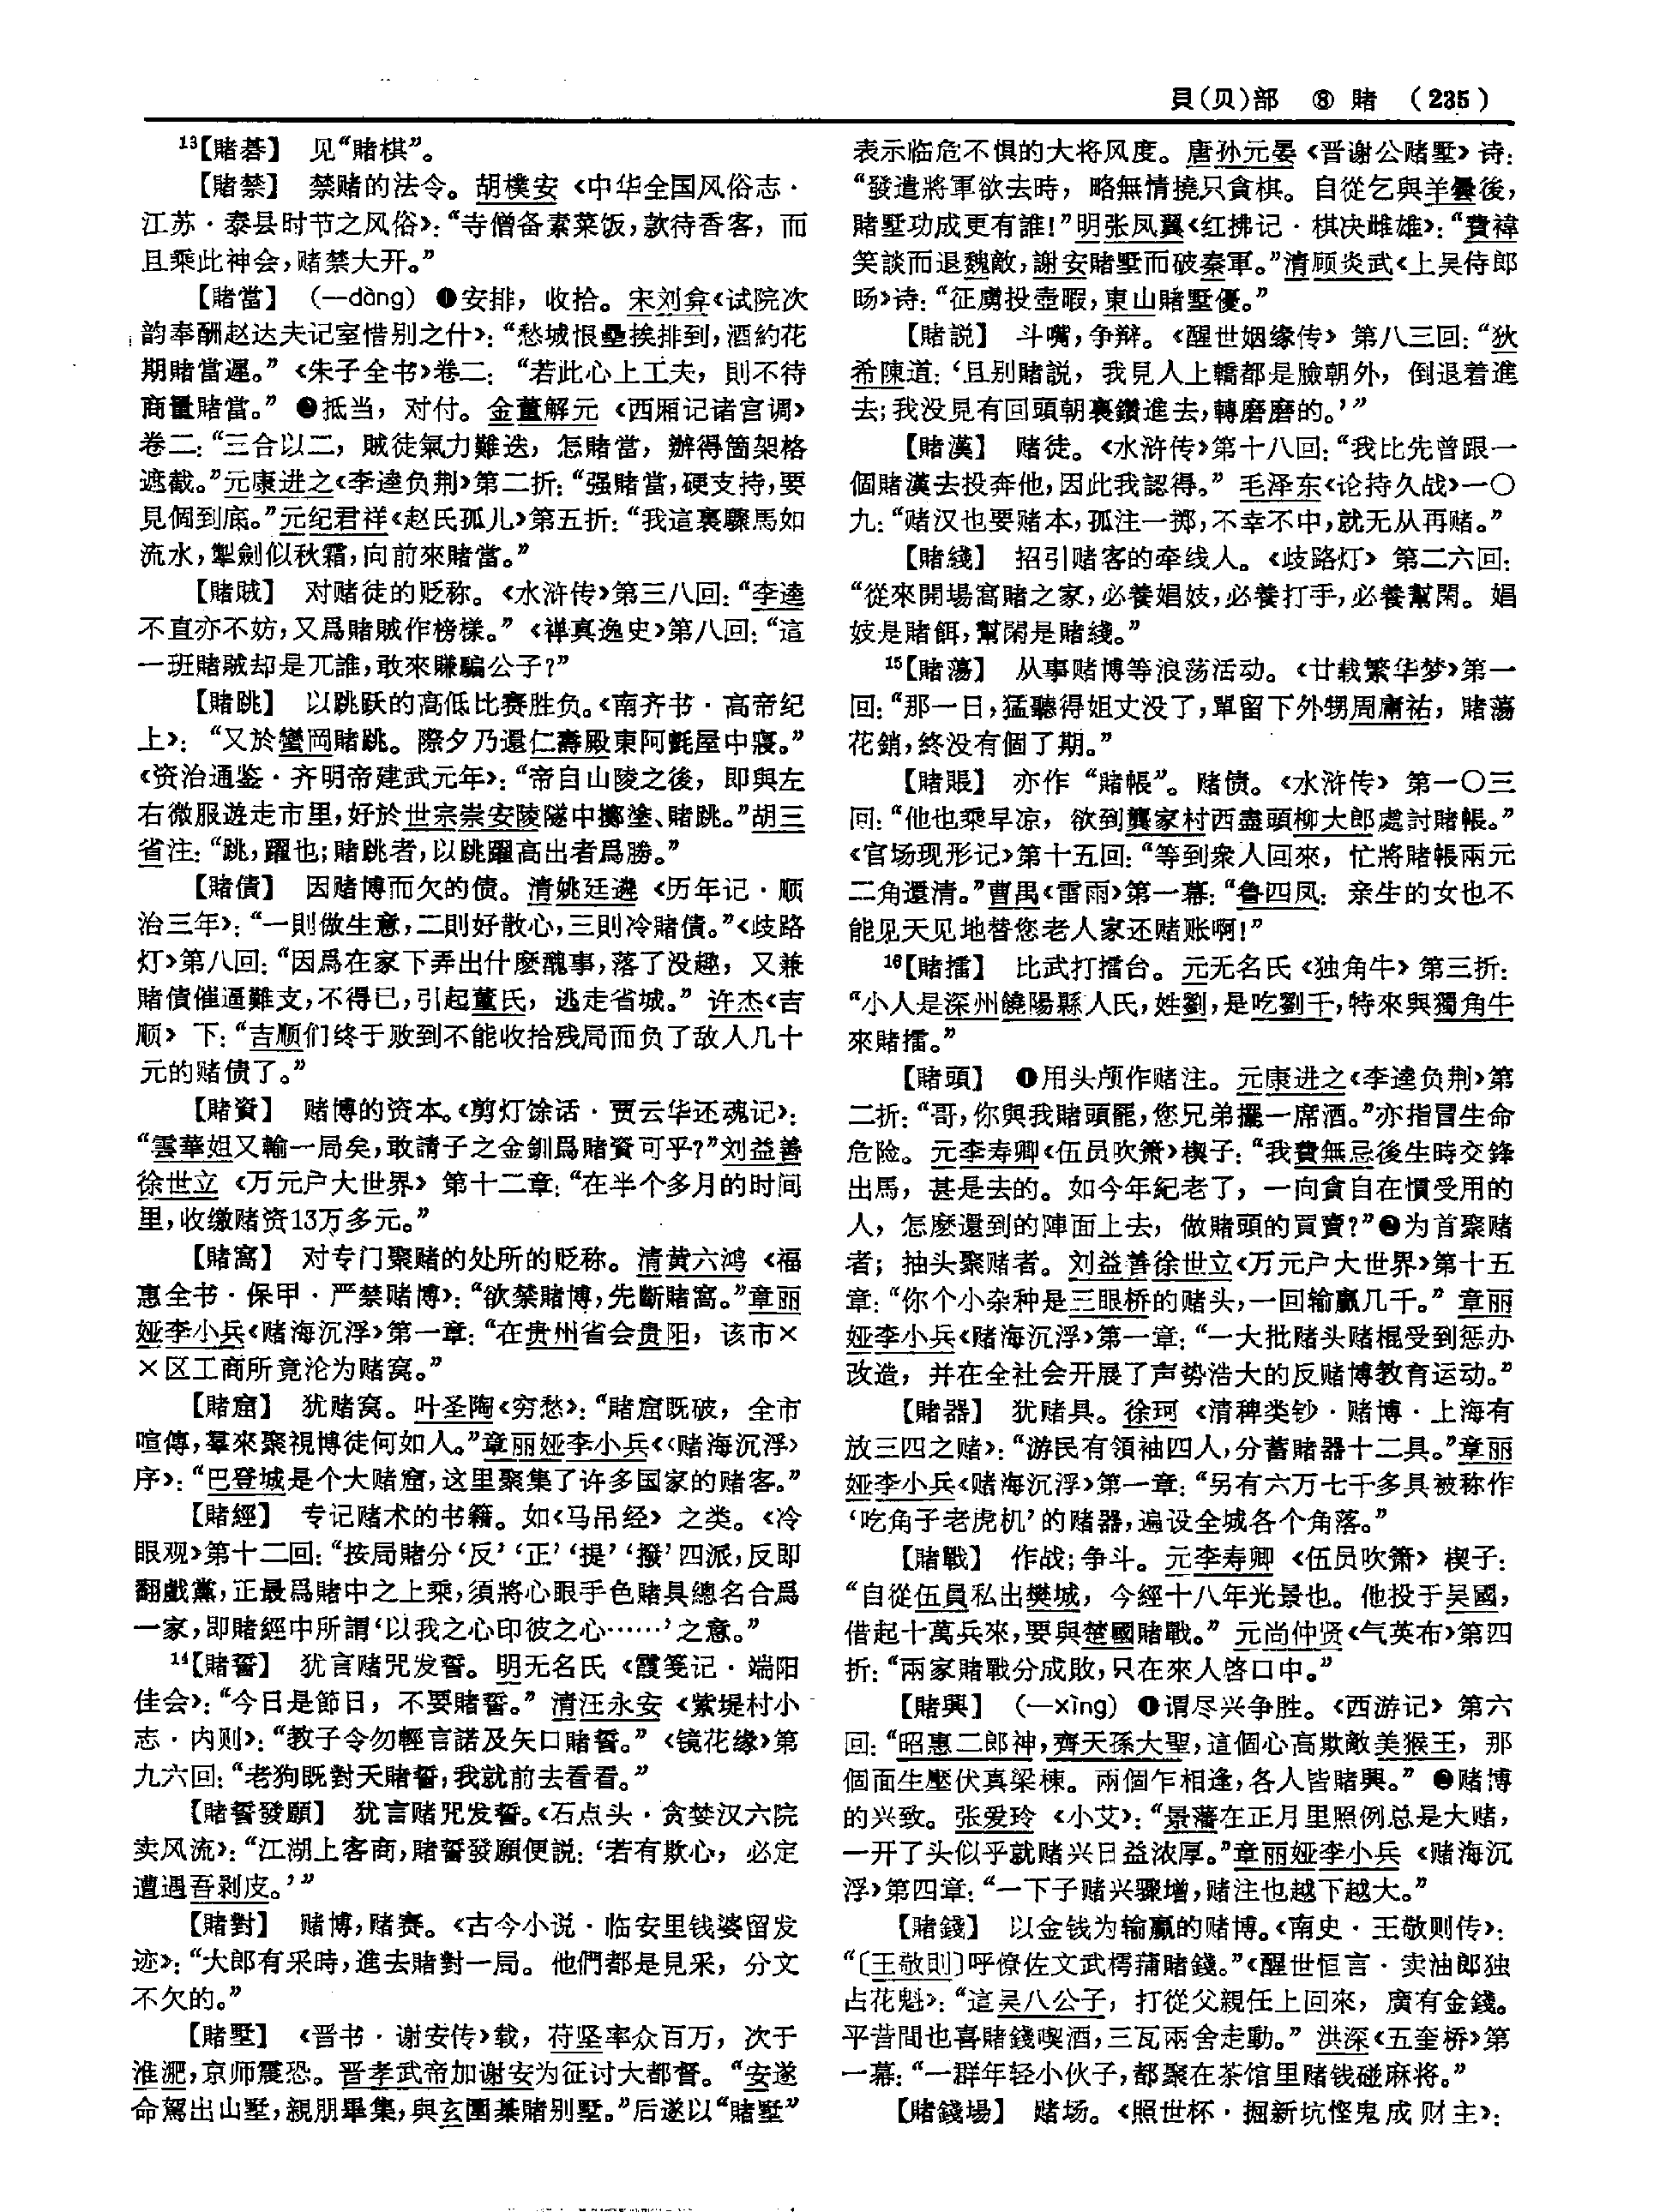 貝(贝)部 ⑧ 賭 (235)
13【賭碁】 见“賭棋”。
【賭禁】 禁赌的法令。胡樸安《中华全国风俗志·
江苏·泰县时节之风俗》：“寺僧备素菜饭，款待香客，而
且乘此神会，赌禁大开。”
【賭當】 (—dàng) ❶安排，收拾。宋刘弇《试院次
韵奉酬赵达夫记室惜别之什》：“愁城恨壘挨排到，酒約花
期賭當遲。”《朱子全书》卷二：“若此心上工夫，則不待
商量賭當。” ❷抵当，对付。金董解元《西厢记诸宫调》
卷二：“三合以二，賊徒氣力難迭，怎賭當，辦得箇架格
遮截。”元康进之《李逵负荆》第二折：“强賭當，硬支持，要
見個到底。”元纪君祥《赵氏孤儿》第五折：“我這裏驟馬如
流水，掣劍似秋霜，向前來賭當。”
【賭賊】 对赌徒的贬称。《水浒传》第三八回：“李逵
不直亦不妨，又爲賭賊作榜樣。”《禅真逸史》第八回：“這
一班賭賊却是兀誰，敢來賺騙公子？”
【賭跳】 以跳跃的高低比赛胜负。《南齐书·高帝纪
上》：“又於蠻岡賭跳。際夕乃還仁壽殿東阿氈屋中寢。”
《资治通鉴·齐明帝建武元年》：“帝自山陵之後，即與左
右微服遊走市里，好於世宗崇安陵隧中擲塗、賭跳。”胡三
省注：“跳，躍也；賭跳者，以跳躍高出者爲勝。”
【賭債】 因赌博而欠的债。清姚廷遴《历年记·顺
治三年》：“一則做生意，二則好散心，三則冷賭債。”《歧路
灯》第八回：“因爲在家下弄出什麽醜事，落了没趣，又兼
賭債催逼難支，不得已，引起董氏，逃走省城。”许杰《吉
顺》下：“吉顺们终于败到不能收拾残局而负了敌人几十
元的赌债了。”
【賭資】 赌博的资本。《剪灯馀话·贾云华还魂记》：
“雲華姐又輸一局矣，敢請子之金釧爲賭資可乎？”刘益善
徐世立《万元户大世界》第十二章：“在半个多月的时间
里，收缴赌资13万多元。”
【賭窩】 对专门聚赌的处所的贬称。清黄六鸿《福
惠全书·保甲·严禁赌博》：“欲禁賭博，先斷賭窩。”章丽
娅李小兵《赌海沉浮》第一章：“在贵州省会贵阳，该市×
×区工商所竟沦为赌窝。”
【賭窟】 犹赌窝。叶圣陶《穷愁》：“賭窟既破，全市
喧傳，羣來聚視博徒何如人。”章丽娅李小兵《〈赌海沉浮〉
序》：“巴登城是个大赌窟，这里聚集了许多国家的赌客。”
【賭經】 专记赌术的书籍。如《马吊经》之类。《冷
眼观》第十二回：“按局賭分‘反’‘正’‘提’‘撥’四派，反即
翻戲黨，正最爲賭中之上乘，須將心眼手色賭具總名合爲
一家，即賭經中所謂‘以我之心印彼之心……’之意。”
14【賭誓】 犹言赌咒发誓。明无名氏《霞笺记·端阳
佳会》：“今日是節日，不要賭誓。”清汪永安《紫堤村小
志·内则》：“教子令勿輕言諾及矢口賭誓。”《镜花缘》第
九六回：“老狗既對天賭誓，我就前去看看。”
【賭誓發願】 犹言赌咒发誓。《石点头·贪婪汉六院
卖风流》：“江湖上客商，賭誓發願便説：‘若有欺心，必定
遭遇吾剥皮。’”
【賭對】 赌博，赌赛。《古今小说·临安里钱婆留发
迹》：“大郎有采時，進去賭對一局。他們都是見采，分文
不欠的。”
【賭墅】 《晋书·谢安传》载，苻坚率众百万，次于
淮淝，京师震恐。晋孝武帝加谢安为征讨大都督。“安遂
命駕出山墅，親朋畢集，與玄圍棊賭别墅。”后遂以“賭墅”
表示临危不惧的大将风度。唐孙元晏《晋谢公赌墅》诗：
“發遣將軍欲去時，略無情撓只貪棋。自從乞與羊曇後，
賭墅功成更有誰！”明张凤翼《红拂记·棋决雌雄》：“費禕
笑談而退魏敵，謝安賭墅而破秦軍。”清顾炎武《上吴侍郎
旸》诗：“征虜投壺暇，東山賭墅優。”
【賭説】 斗嘴，争辩。《醒世姻缘传》第八三回：“狄
希陳道：‘且别賭説，我見人上轎都是臉朝外，倒退着進
去；我没見有回頭朝裏鑽進去，轉磨磨的。’”
【賭漢】 赌徒。《水浒传》第十八回：“我比先曾跟一
個賭漢去投奔他，因此我認得。”毛泽东《论持久战》一〇
九：“赌汉也要赌本，孤注一掷，不幸不中，就无从再赌。”
【賭綫】 招引赌客的牵线人。《歧路灯》第二六回：
“從來開場窩賭之家，必養娼妓，必養打手，必養幫閑。娼
妓是賭餌，幫閑是賭綫。”
15【賭蕩】 从事赌博等浪荡活动。《廿载繁华梦》第一
回：“那一日，猛聽得姐丈没了，單留下外甥周庸祐，賭蕩
花銷，終没有個了期。”
【賭賬】 亦作“賭帳”。赌债。《水浒传》第一〇三
回：“他也乘早凉，欲到龔家村西盡頭柳大郎處討賭帳。”
《官场现形记》第十五回：“等到衆人回來，忙將賭帳兩元
二角還清。”曹禺《雷雨》第一幕：“鲁四凤：亲生的女也不
能见天见地替您老人家还赌账啊！”
16【賭擂】 比武打擂台。元无名氏《独角牛》第三折：
“小人是深州饒陽縣人氏，姓劉，是吃劉千，特來與獨角牛
來賭擂。”
【賭頭】 ❶用头颅作赌注。元康进之《李逵负荆》第
二折：“哥，你與我賭頭罷，您兄弟擺一席酒。”亦指冒生命
危险。元李寿卿《伍员吹箫》楔子：“我費無忌後生時交鋒
出馬，甚是去的。如今年紀老了，一向貪自在慣受用的
人，怎麽還到的陣面上去，做賭頭的買賣？”❷为首聚赌
者；抽头聚赌者。刘益善徐世立《万元户大世界》第十五
章：“你个小杂种是三眼桥的赌头，一回输赢几千。”章丽
娅李小兵《赌海沉浮》第一章：“一大批赌头赌棍受到惩办
改造，并在全社会开展了声势浩大的反赌博教育运动。”
【賭器】 犹赌具。徐珂《清稗类钞·赌博·上海有
放三四之赌》：“游民有領袖四人，分蓄賭器十二具。”章丽
娅李小兵《赌海沉浮》第一章：“另有六万七千多具被称作
‘吃角子老虎机’的赌器，遍设全城各个角落。”
【賭戰】 作战；争斗。元李寿卿《伍员吹箫》楔子：
“自從伍員私出樊城，今經十八年光景也。他投于吴國，
借起十萬兵來，要與楚國賭戰。”元尚仲贤《气英布》第四
折：“兩家賭戰分成敗，只在來人啓口中。”
【賭興】 (—xìng) ❶谓尽兴争胜。《西游记》第六
回：“昭惠二郎神，齊天孫大聖，這個心高欺敵美猴王，那
個面生壓伏真梁棟。兩個乍相逢，各人皆賭興。” ❷赌博
的兴致。张爱玲《小艾》：“景藩在正月里照例总是大赌，
一开了头似乎就赌兴日益浓厚。”章丽娅李小兵《赌海沉
浮》第四章：“一下子赌兴骤增，赌注也越下越大。”
【賭錢】 以金钱为输赢的赌博。《南史·王敬则传》：
“〔王敬則〕呼僚佐文武樗蒱賭錢。”《醒世恒言·卖油郎独
占花魁》：“這吴八公子，打從父親任上回來，廣有金錢。
平昔間也喜賭錢喫酒，三瓦兩舍走動。”洪深《五奎桥》第
一幕：“一群年轻小伙子，都聚在茶馆里赌钱碰麻将。”
【賭錢場】 赌场。《照世杯·掘新坑悭鬼成财主》：